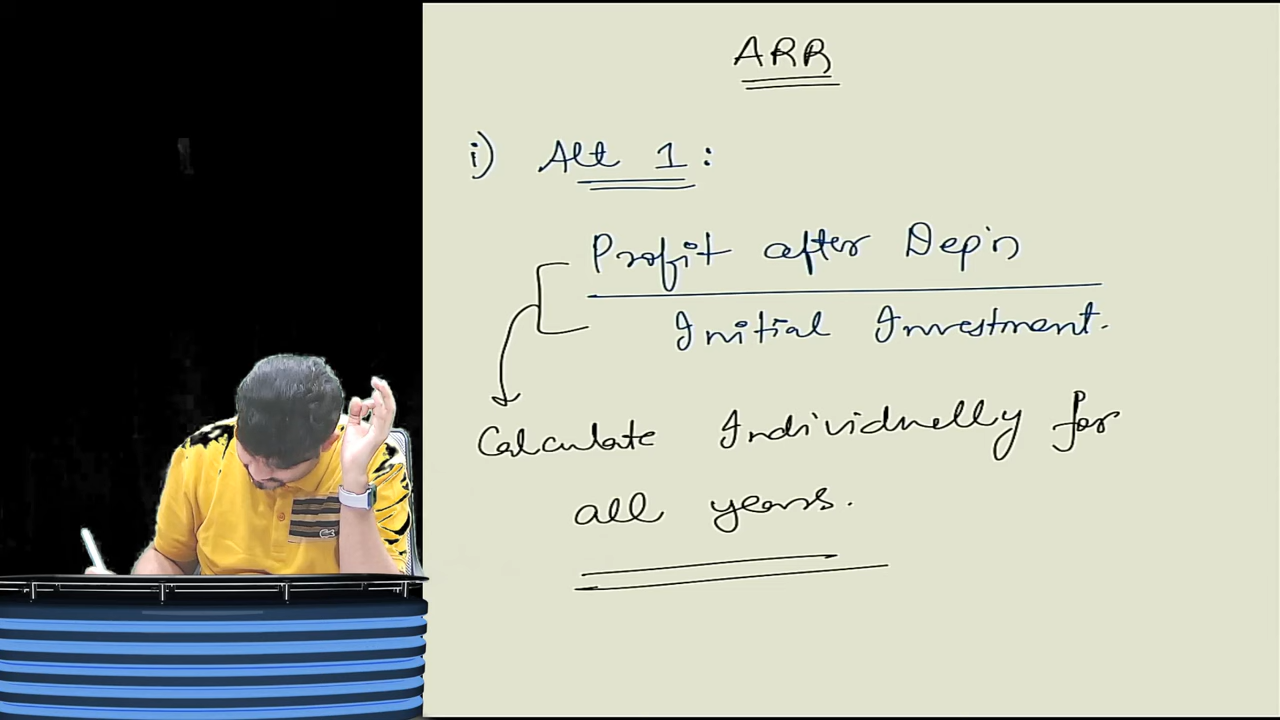 ARR
i) Alt 1:
Profit after Dep'n
Initial Investment.
Calculate Individually for
all years.